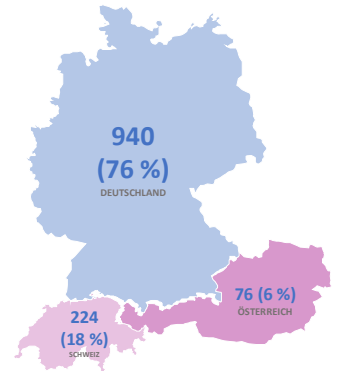 940
(76 %)
DEUTSCHLAND
76 (6 %)
ÖSTERREICH
224
(18 %)
SCHWEIZ